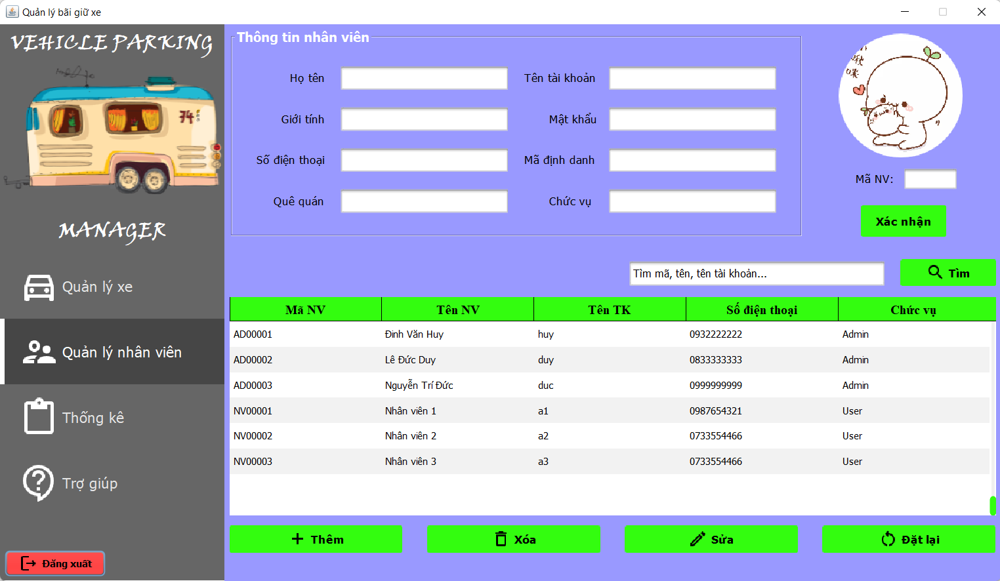 Quản lý bãi giữ xe
VEHICLE PARKING
74
MANAGER
Quản lý xe
Quản lý nhân viên
Thống kê
Trợ giúp
Đăng xuất
Thông tin nhân viên
Họ tên
Tên tài khoản
Giới tính
Mật khẩu
Số điện thoại
Mã định danh
Quê quán
Chức vụ
Mã NV:
Xác nhận
Tìm mã, tên, tên tài khoản...
Tìm
Mã NV Tên NV Tên TK Số điện thoại Chức vụ
AD00001 Đinh Văn Huy huy 0932222222 Admin
AD00002 Lê Đức Duy duy 0833333333 Admin
AD00003 Nguyễn Trí Đức duc 0999999999 Admin
NV00001 Nhân viên 1 a1 0987654321 User
NV00002 Nhân viên 2 a2 0733554466 User
NV00003 Nhân viên 3 a3 0733554466 User
Thêm
Xóa
Sửa
Đặt lại